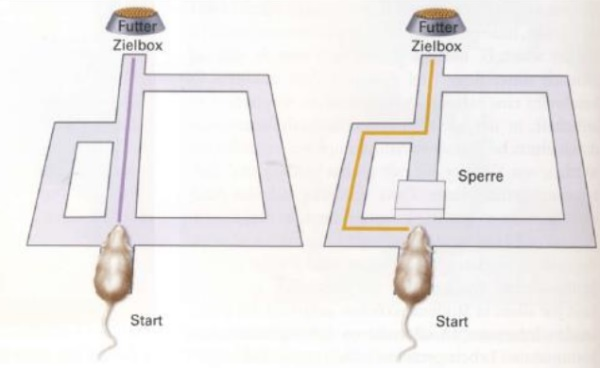 Futter
Zielbox
Start
Futter
Zielbox
Sperre
Start